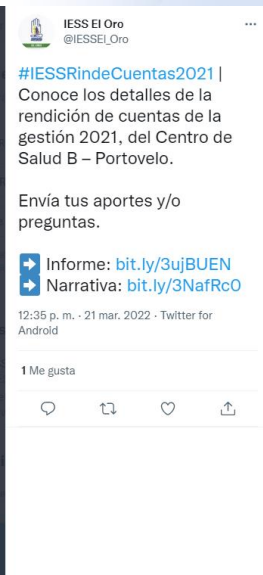 IESS El Oro
@IESSEl_Oro
#IESSRindeCuentas2021 |
Conoce los detalles de la
rendición de cuentas de la
gestión 2021, del Centro de
Salud B – Portovelo.
Envía tus aportes y/o
preguntas.
➡ Informe: bit.ly/3ujBUEN
➡ Narrativa: bit.ly/3NafRc0
12:35 p. m. · 21 mar. 2022 · Twitter for
Android
1 Me gusta